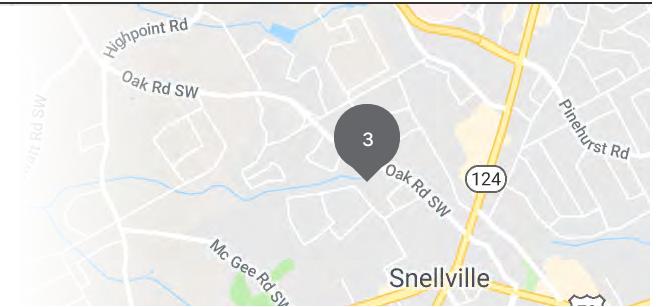 Highpoint Rd
Oak Rd SW
Pinehurst Rd
3
Oak Rd SW
124
Mc Gee Rd SW
Snellville